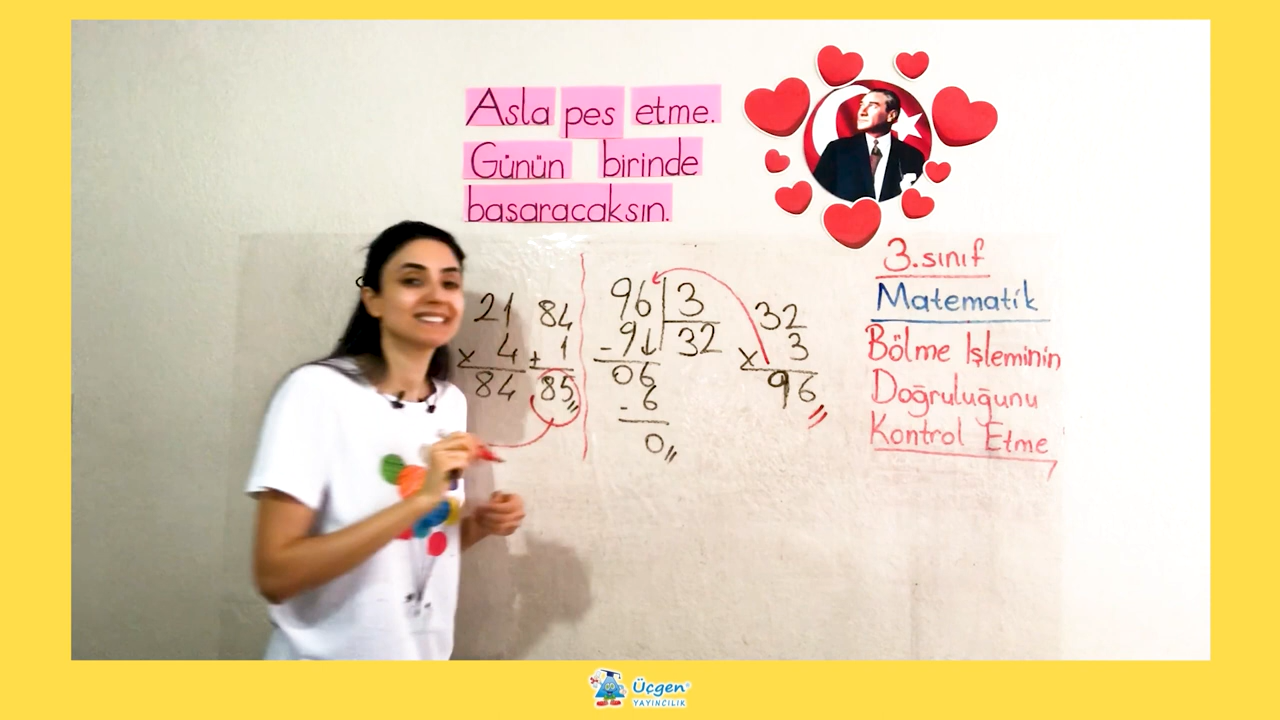 Asla pes etme.
Günün birinde
başaracaksın.
3.sınıf
Matematik
Bölme İşleminin
Doğruluğunu
Kontrol Etme
21
x 4
84
84
+ 1
85
96 3
- 9 32
06
- 6
0
32
x 3
96
Üçgen
YAYINCILIK